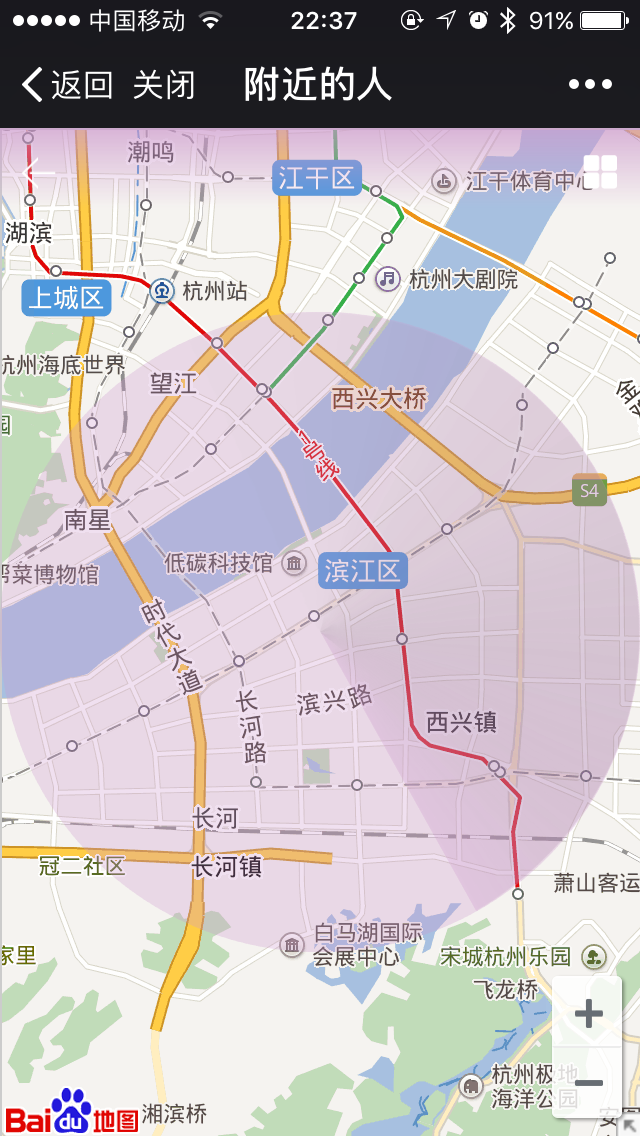 中国移动 22:37 91%
返回 关闭 附近的人
潮鸣
江干区
江干体育中心
湖滨
上城区
杭州站
杭州大剧院
杭州海底世界
望江
西兴大桥
金
1号线
S4
南星
低碳科技馆
滨江区
帮菜博物馆
时代大道
长河路
滨兴路
西兴镇
长河
冠二社区
长河镇
萧山客运
白马湖国际
会展中心
家里
宋城杭州乐园
飞龙桥
+
杭州极地
海洋公园
−
Bai du 地图
湘滨桥